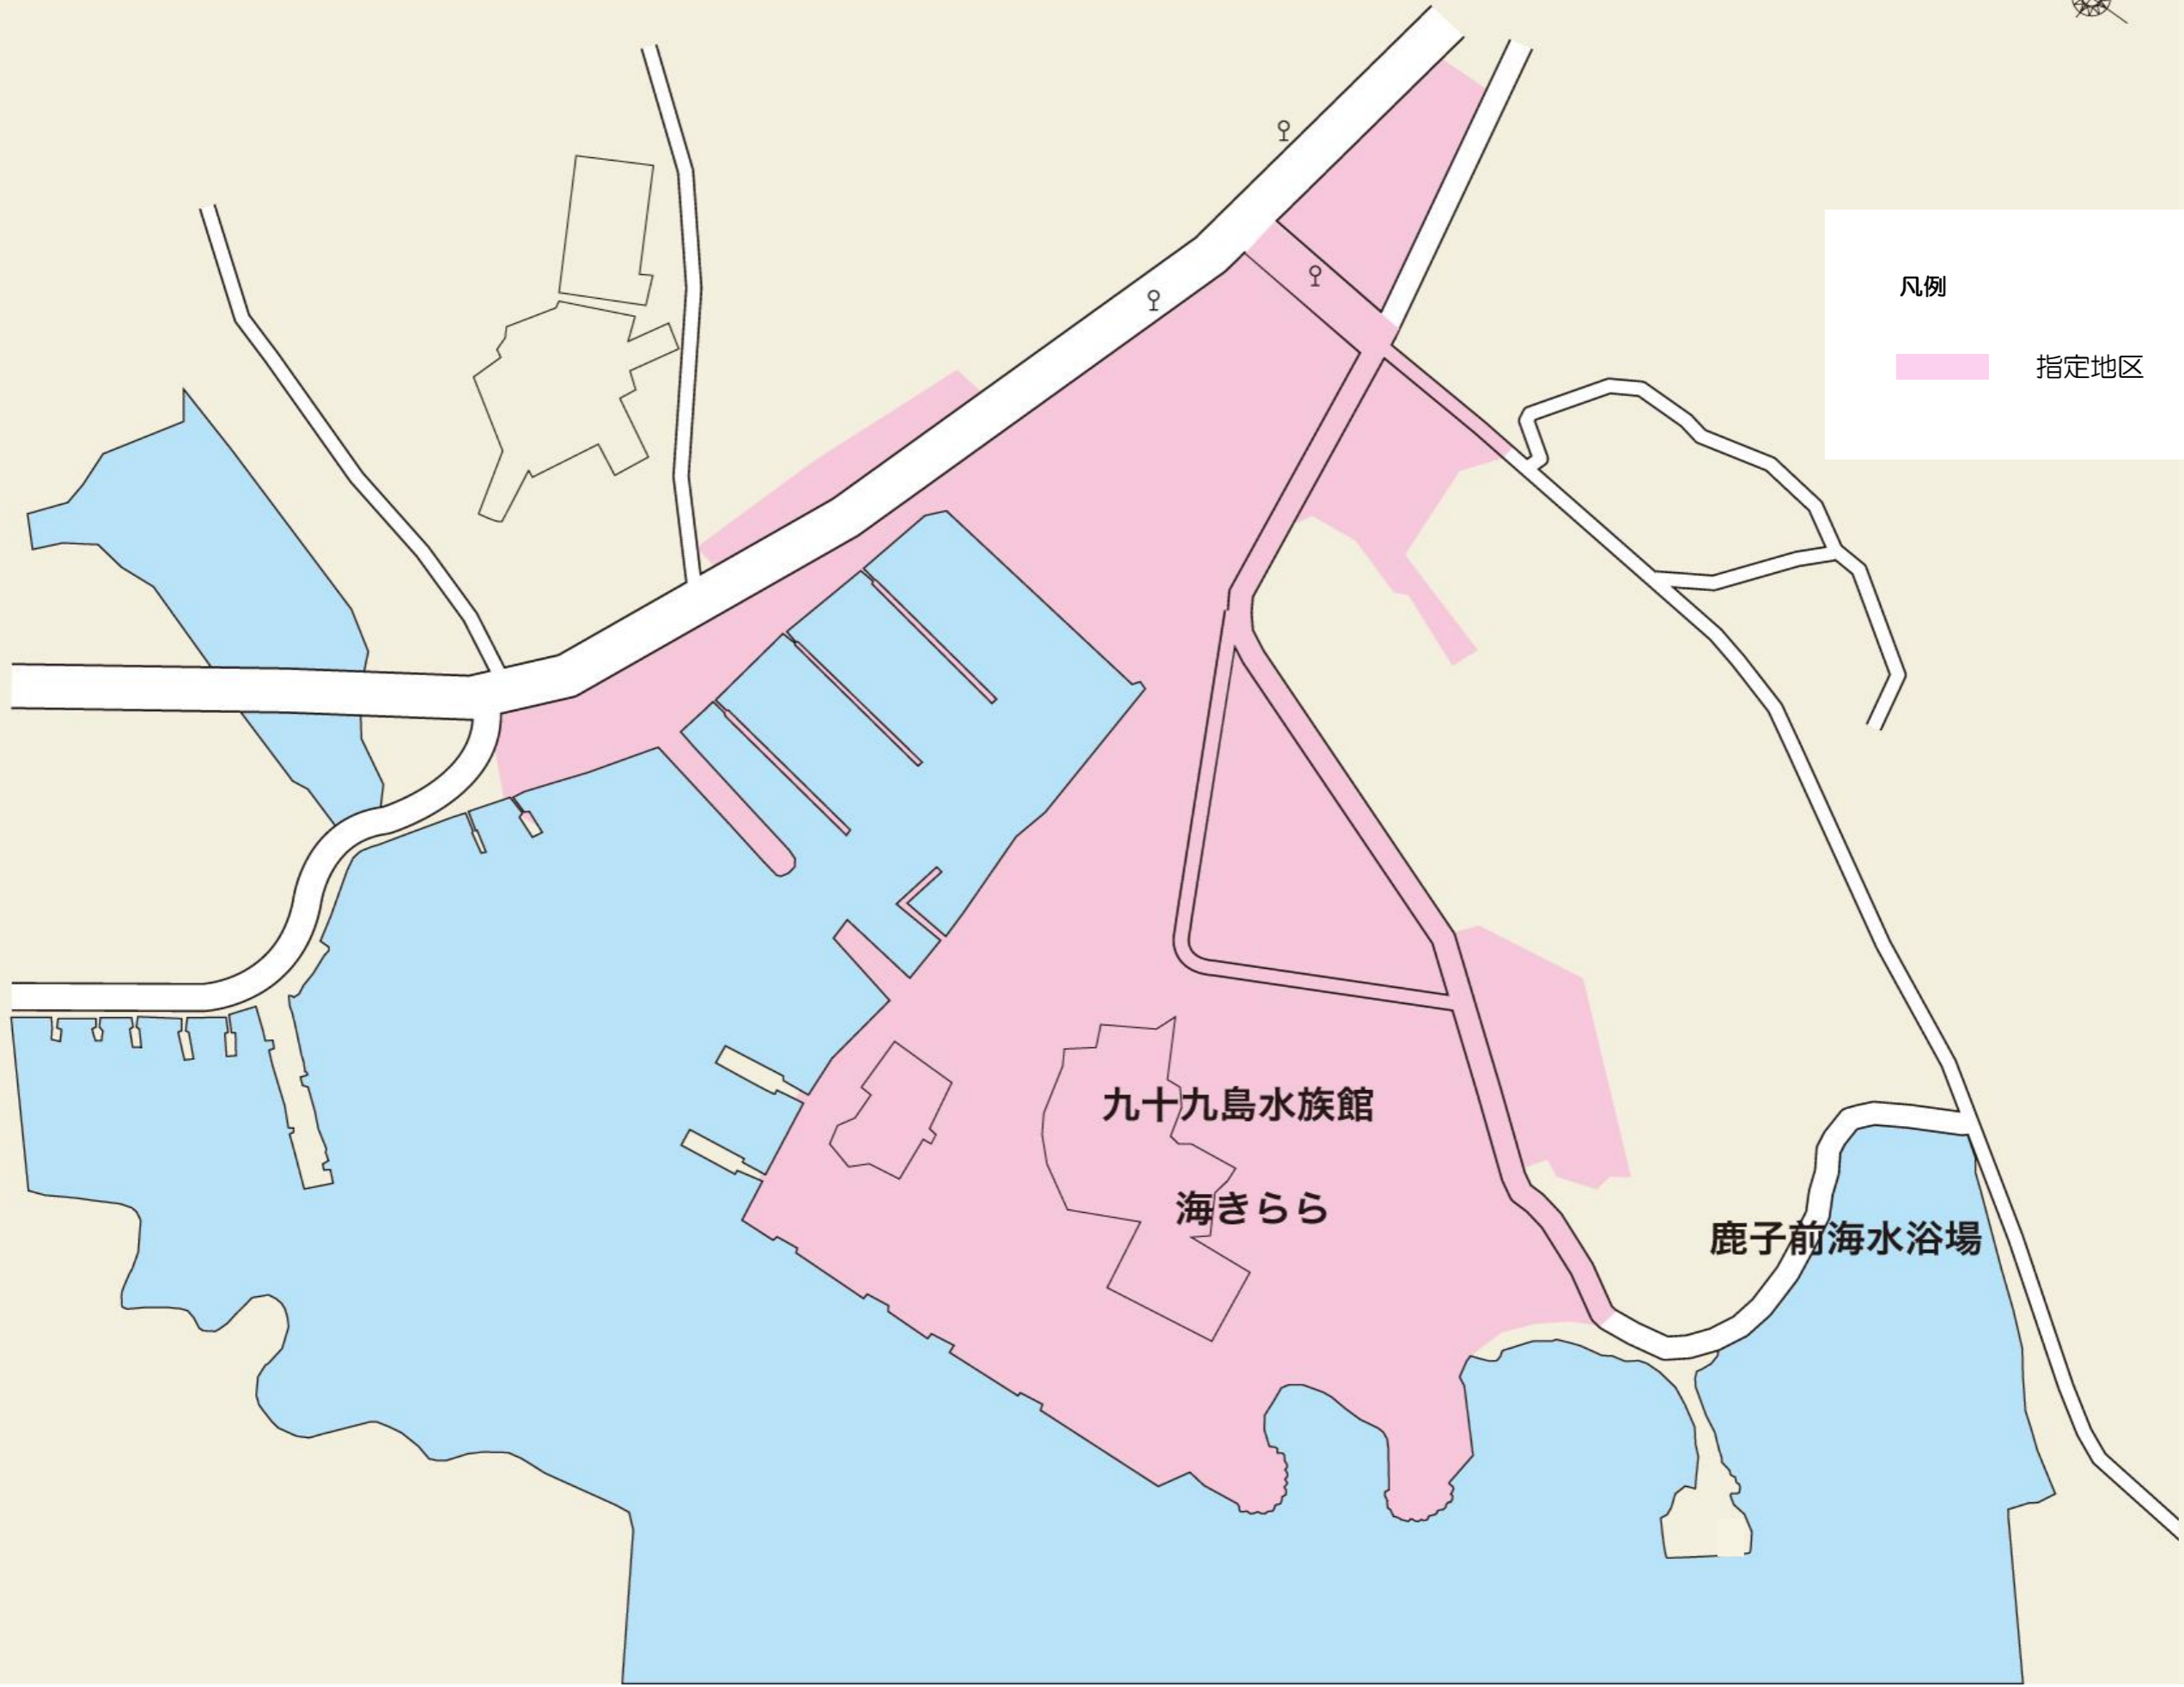 凡例
指定地区
九十九島水族館
海きらら
鹿子前海水浴場